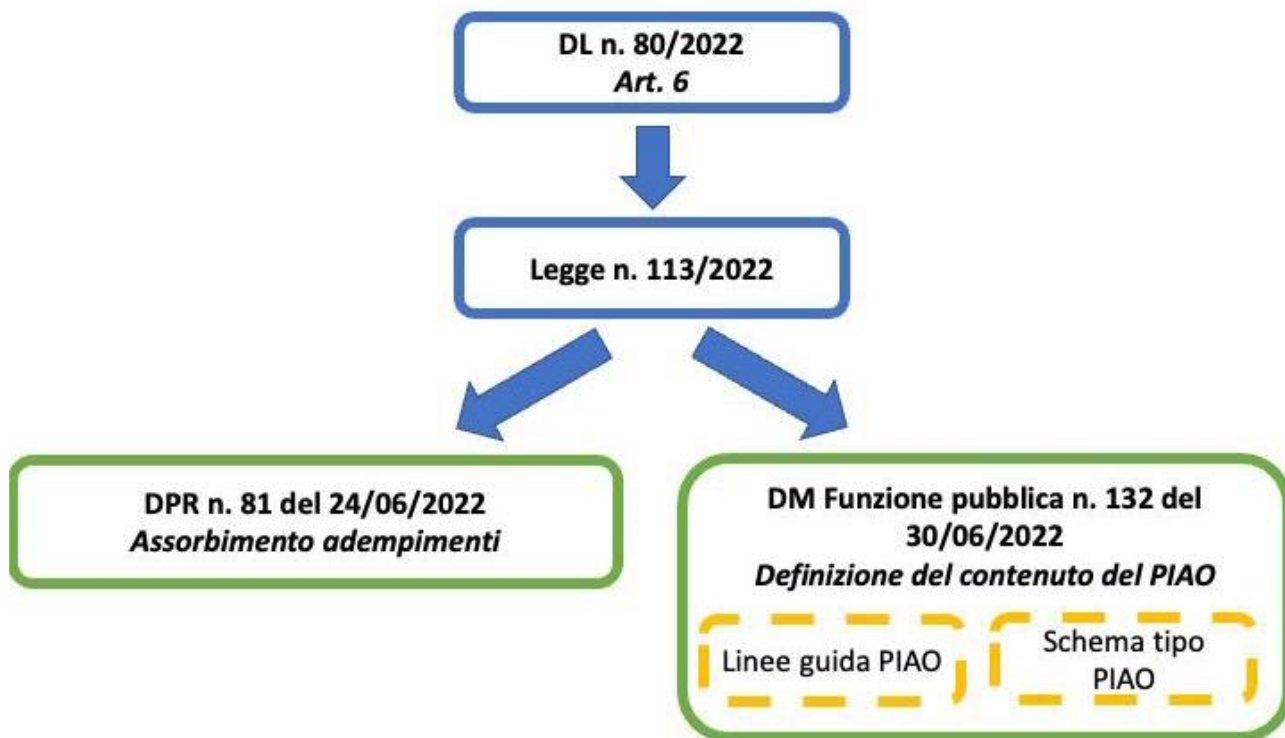 DL n. 80/2022
Art. 6
Legge n. 113/2022
DPR n. 81 del 24/06/2022
Assorbimento adempimenti
DM Funzione pubblica n. 132 del
30/06/2022
Definizione del contenuto del PIAO
Linee guida PIAO
Schema tipo
PIAO